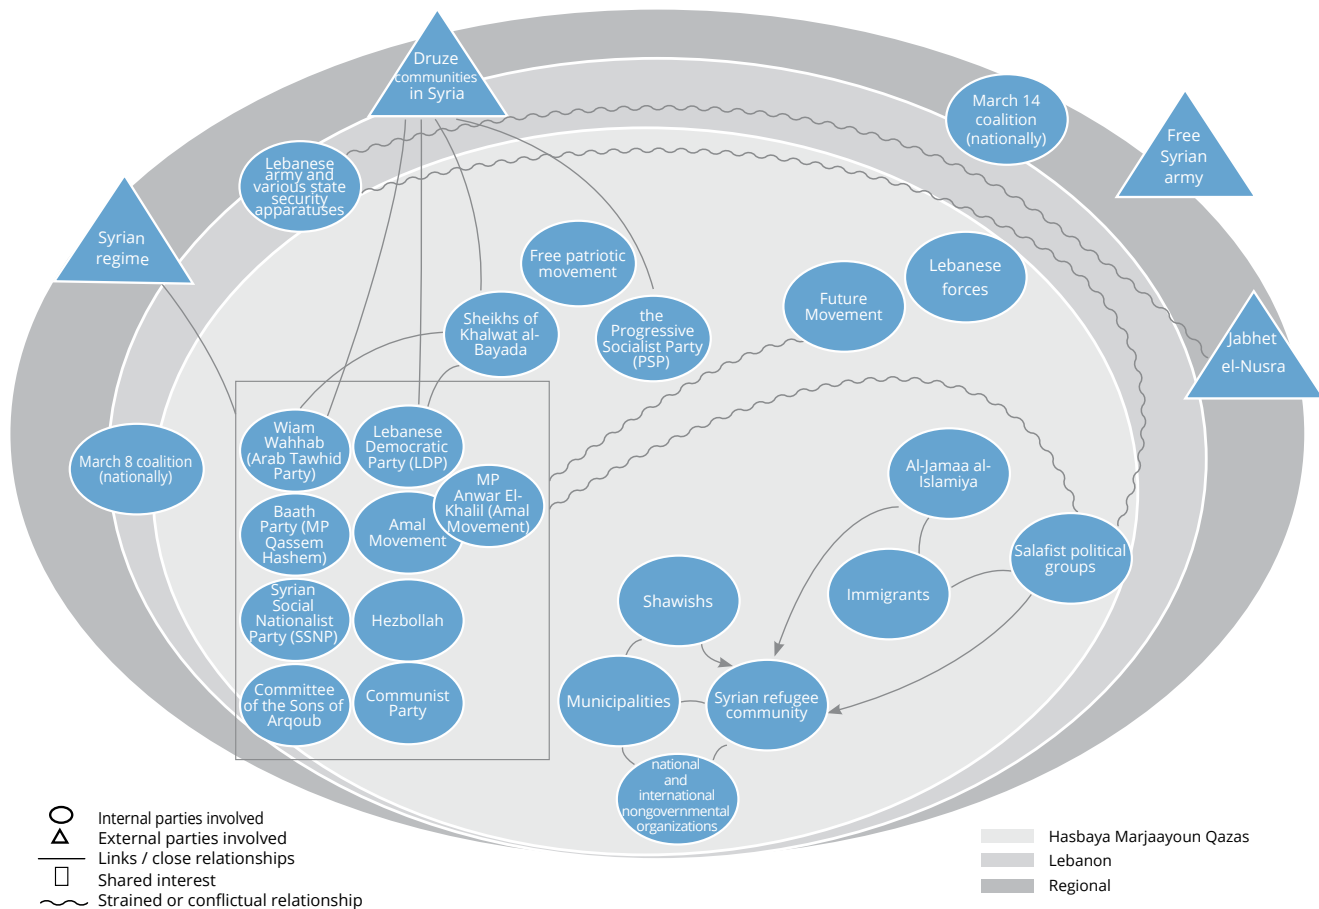 Druze
communities
in Syria
March 14
coalition
(nationally)
Free
Syrian
army
Lebanese
army and
various state
security
apparatuses
Syrian
regime
Free patriotic
movement
Lebanese
forces
Future
Movement
Sheikhs of
Khalwat al-
Bayada
the
Progressive
Socialist Party
(PSP)
Jabhet
el-Nusra
March 8 coalition
(nationally)
Wiam
Wahhab
(Arab Tawhid
Party)
Lebanese
Democratic
Party (LDP)
MP
Anwar El-
Khalil (Amal
Movement)
Baath
Party (MP
Qassem
Hashem)
Amal
Movement
Syrian
Social
Nationalist
Party (SSNP)
Hezbollah
Committee
of the Sons of
Arqoub
Communist
Party
Al-Jamaa al-
Islamiya
Salafist political
groups
Immigrants
Shawishs
Municipalities
Syrian refugee
community
national
and
international
nongovernmental
organizations
Internal parties involved
External parties involved
Links / close relationships
Shared interest
Strained or conflictual relationship
Hasbaya Marjaayoun Qazas
Lebanon
Regional